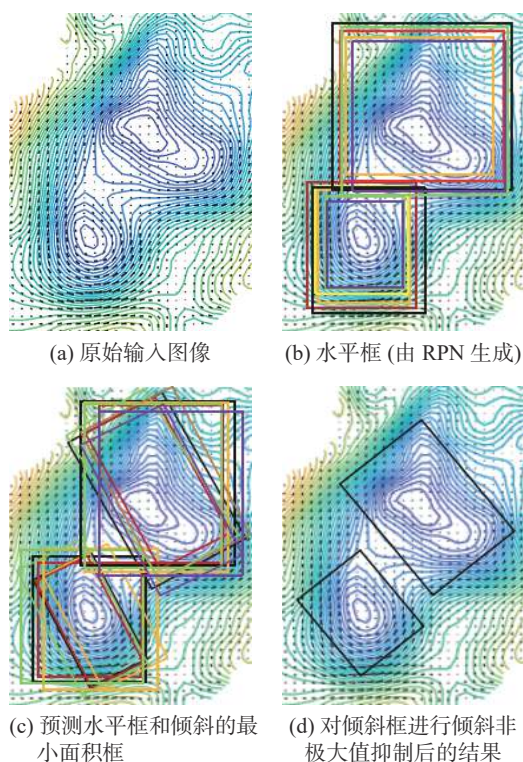 (a) 原始输入图像
(b) 水平框 (由 RPN 生成)
(c) 预测水平框和倾斜的最
小面积框
(d) 对倾斜框进行倾斜非
极大值抑制后的结果